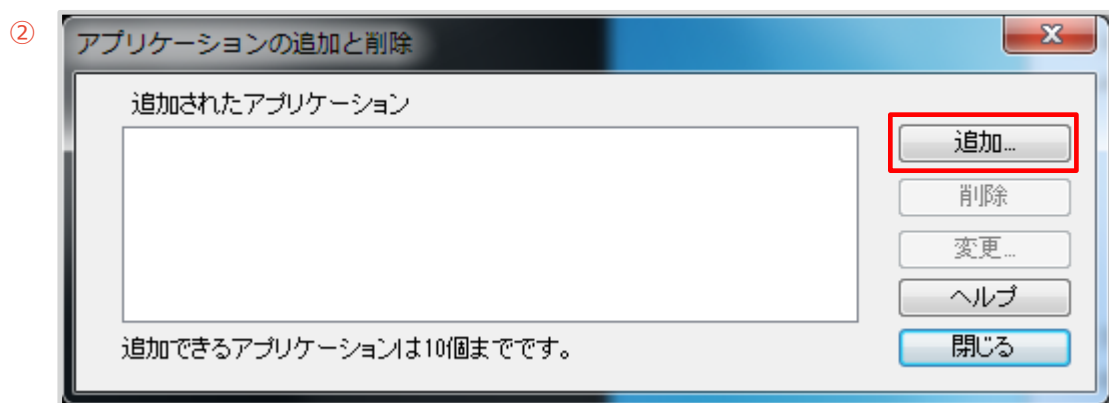 ②
アプリケーションの追加と削除
追加されたアプリケーション
追加...
削除
変更...
ヘルプ
追加できるアプリケーションは10個までです。
閉じる